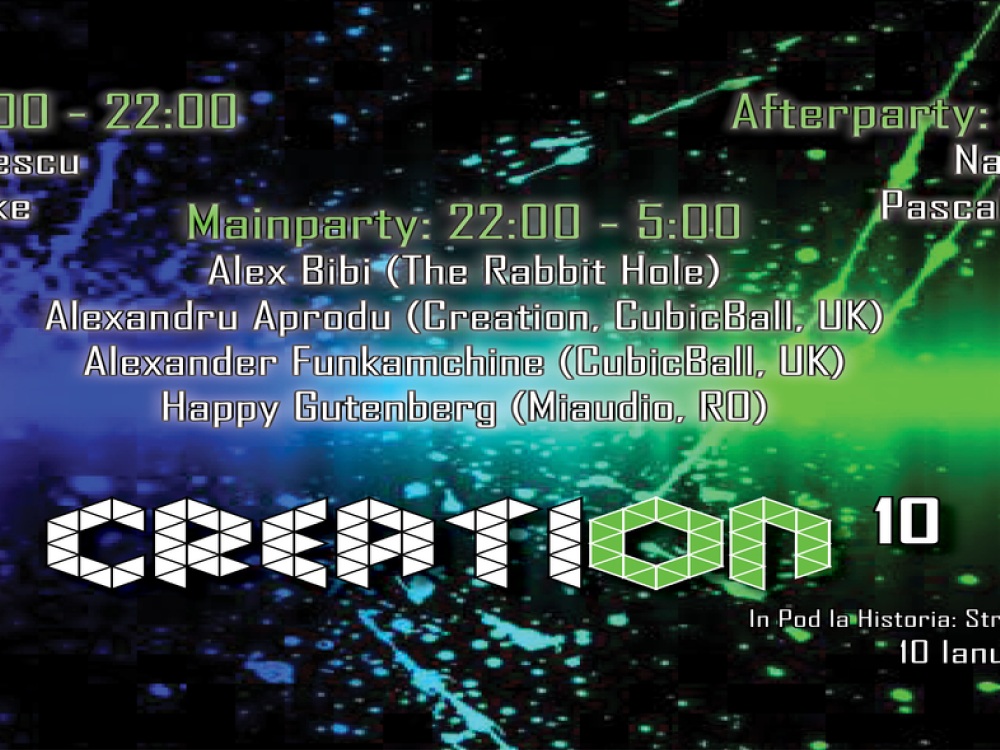 00 - 22:00
escu
ke
Afterparty:
Na
Pascal
Mainparty: 22:00 - 5:00
Alex Bibi (The Rabbit Hole)
Alexandru Aprodu (Creation, CubicBall, UK)
Alexander Funkamchine (CubicBall, UK)
Happy Gutenberg (Miaudio, RO)
CREATION 10
In Pod la Historia: Str
10 Ianu